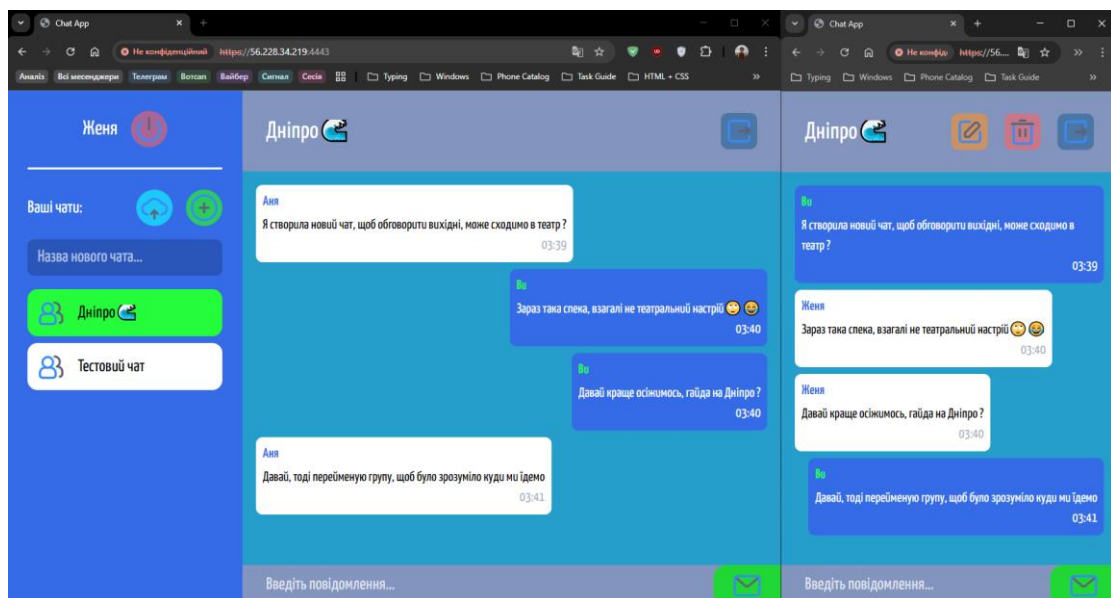 Chat App
Не конфіденційний https://56.228.34.219:4443
Аналіз Всі месенджери Телеграм Вотсап Вайбер Сигнал Сесія Typing Windows Phone Catalog Task Guide HTML + CSS »
Женя
Ваші чати:
Назва нового чата...
Дніпро🌊
Тестовий чат
Дніпро🌊
Аня
Я створила новий чат, щоб обговорити вихідні, може сходимо в театр ?
03:39
Ви
Зараз така спека, взагалі не театральний настрій 🙄 😂
03:40
Ви
Давай краще осіжимось, гайда на Дніпро ?
03:40
Аня
Давай, тоді перейменую групу, щоб було зрозуміло куди ми їдемо
03:41
Введіть повідомлення...
Chat App
Не конфіде https://56....
Typing Windows Phone Catalog Task Guide »
Дніпро🌊
Ви
Я створила новий чат, щоб обговорити вихідні, може сходимо в
театр ?
03:39
Женя
Зараз така спека, взагалі не театральний настрій 🙄 😂
03:40
Женя
Давай краще осіжимось, гайда на Дніпро ?
03:40
Ви
Давай, тоді перейменую групу, щоб було зрозуміло куди ми їдемо
03:41
Введіть повідомлення...